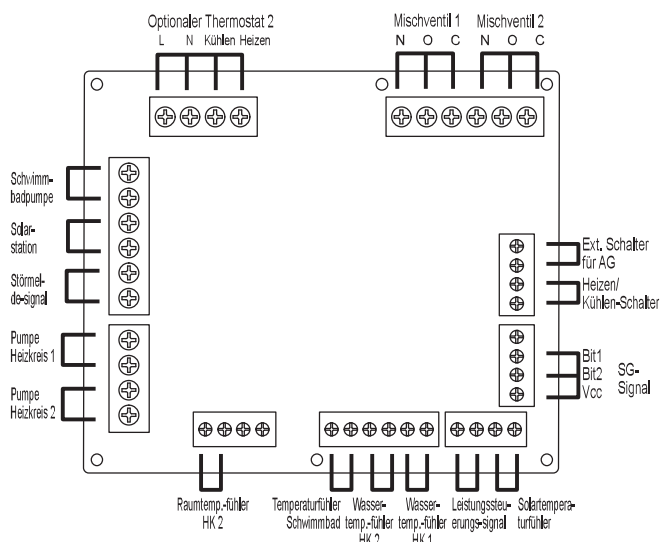 Optionaler Thermostat 2
L N Kühlen Heizen
Mischventil 1 Mischventil 2
N O C N O C
Schwimm-
badpumpe
Solar-
station
Störmel-
de-signal
Pumpe
Heizkreis 1
Pumpe
Heizkreis 2
Ext. Schalter
für AG
Heizen/
Kühlen-Schalter
Bit1
Bit2
Vcc
SG-
Signal
Raumtemp.-fühler
HK 2
Temperaturfühler
Schwimmbad
Wasser-
temp.-fühler
HK 2
Wasser-
temp.-fühler
HK 1
Leistungssteu-
erungs-signal
Solartempera-
turfühler